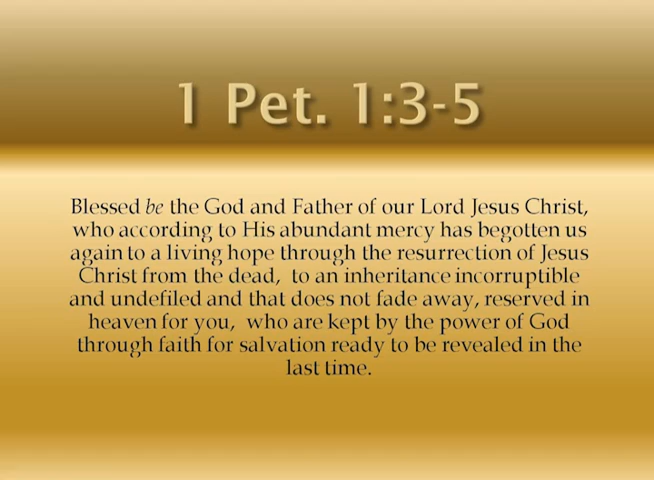 1 Pet. 1:3-5
Blessed be the God and Father of our Lord Jesus Christ,
who according to His abundant mercy has begotten us
again to a living hope through the resurrection of Jesus
Christ from the dead,  to an inheritance incorruptible
and undefiled and that does not fade away, reserved in
heaven for you,  who are kept by the power of God
through faith for salvation ready to be revealed in the
last time.